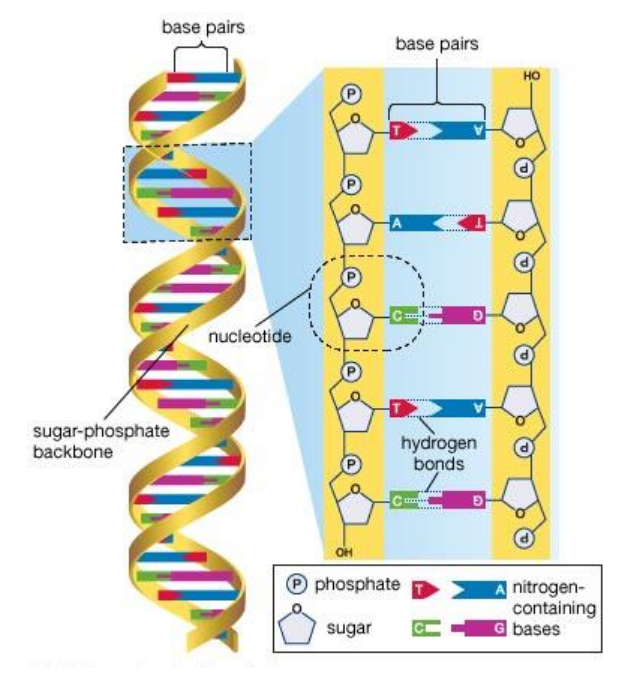 base pairs
base pairs
HO
P
O
T A
O
P
P
O
A T
O
P
P
O
C G
O
P
nucleotide
P
O
T A
O
P
sugar-phosphate
backbone
hydrogen
bonds
P
O
C G
O
P
OH
P phosphate T A nitrogen-
containing
O
sugar C G bases